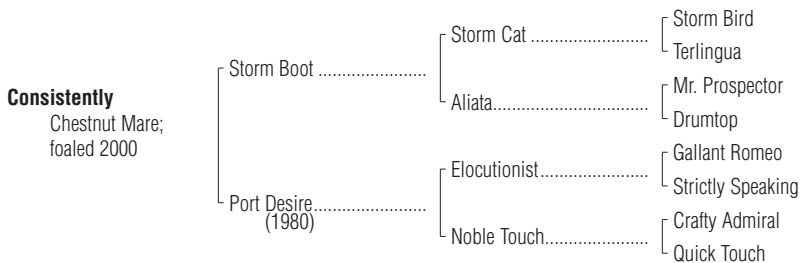 Storm Bird
Storm Cat ..........................
Terlingua
Storm Boot ........................
Mr. Prospector
Consistently
Aliata...................................
Chestnut Mare;
Drumtop
foaled 2000
Gallant Romeo
Elocutionist........................
Strictly Speaking
Port Desire.........................
(1980)
Crafty Admiral
Noble Touch.......................
Quick Touch